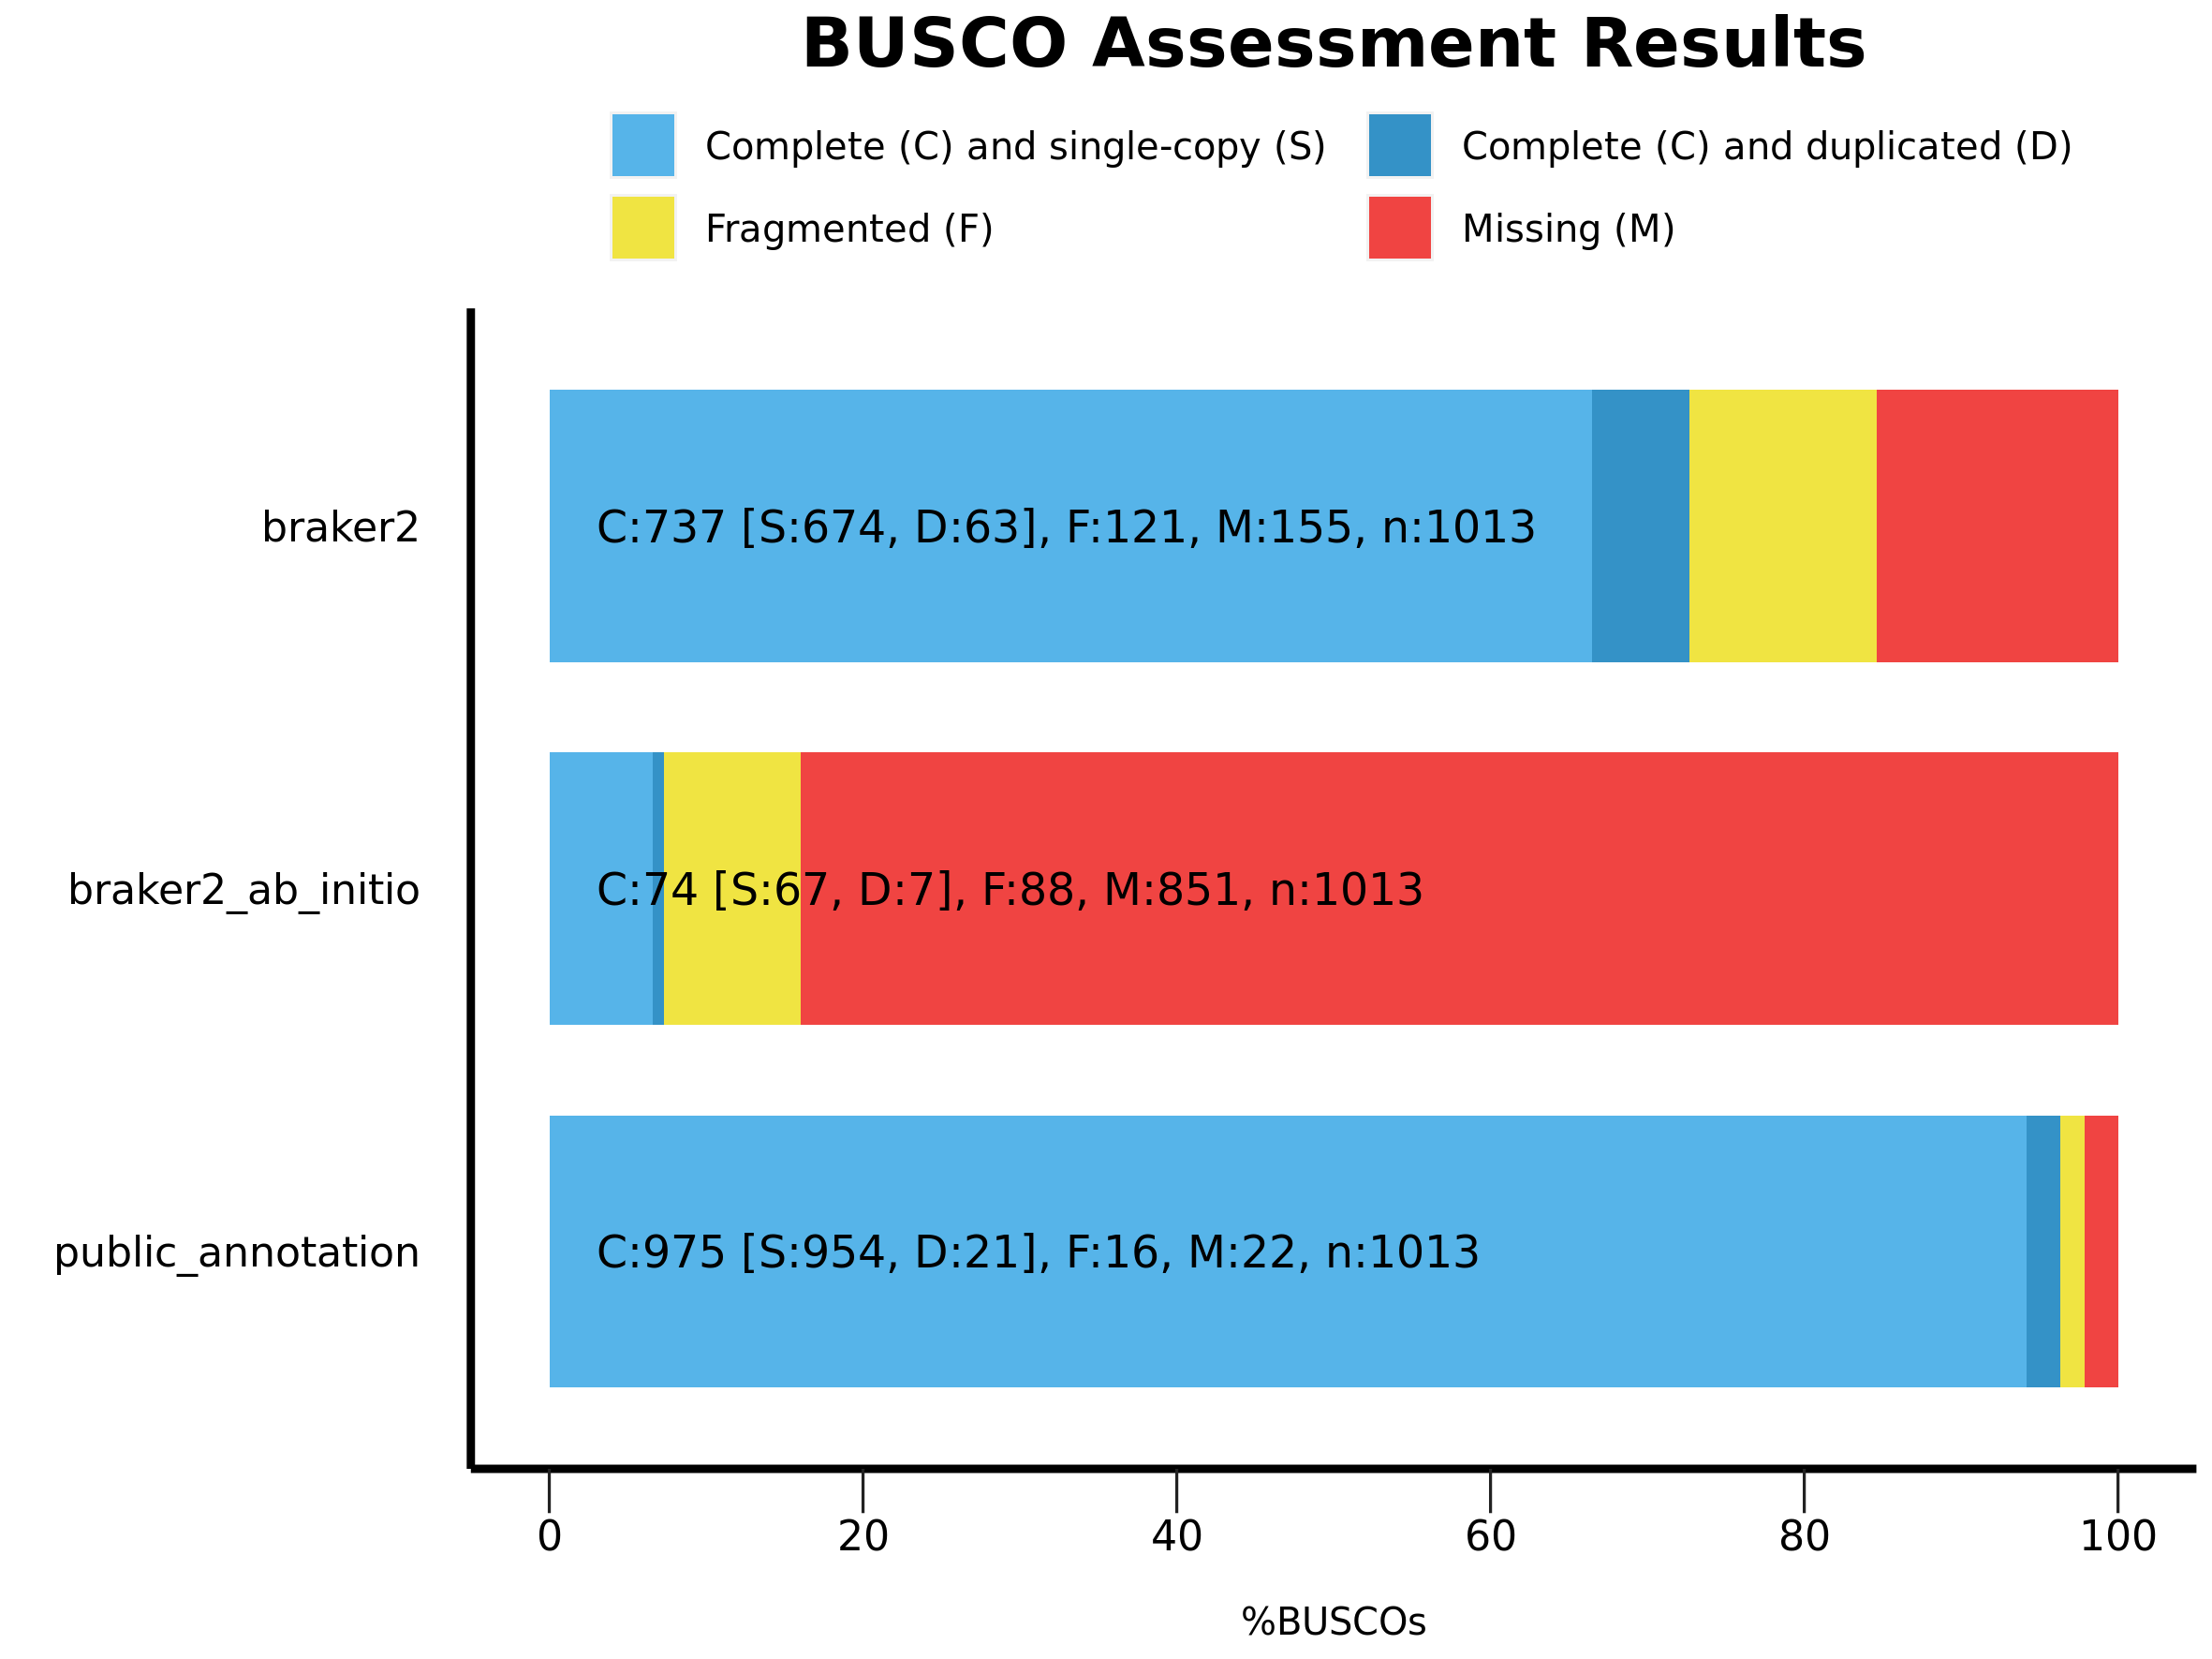 BUSCO Assessment Results
Complete (C) and single-copy (S)
Complete (C) and duplicated (D)
Fragmented (F)
Missing (M)
braker2
C:737 [S:674, D:63], F:121, M:155, n:1013
braker2_ab_initio
C:74 [S:67, D:7], F:88, M:851, n:1013
public_annotation
C:975 [S:954, D:21], F:16, M:22, n:1013
0 20 40 60 80 100
%BUSCOs